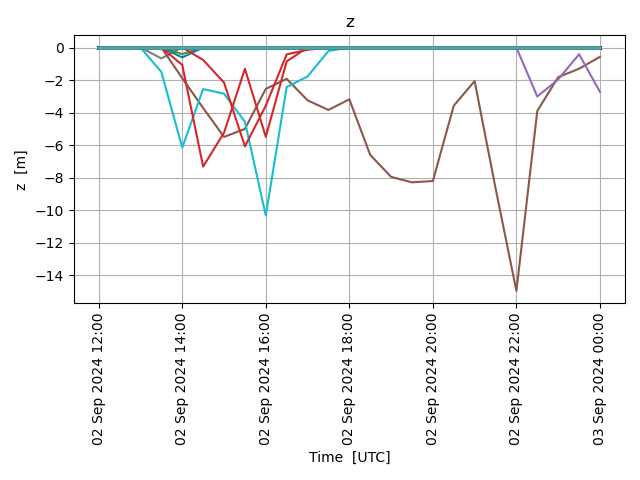 z
z [m]
0
−2
−4
−6
−8
−10
−12
−14
02 Sep 2024 12:00
02 Sep 2024 14:00
02 Sep 2024 16:00
02 Sep 2024 18:00
02 Sep 2024 20:00
02 Sep 2024 22:00
03 Sep 2024 00:00
Time [UTC]